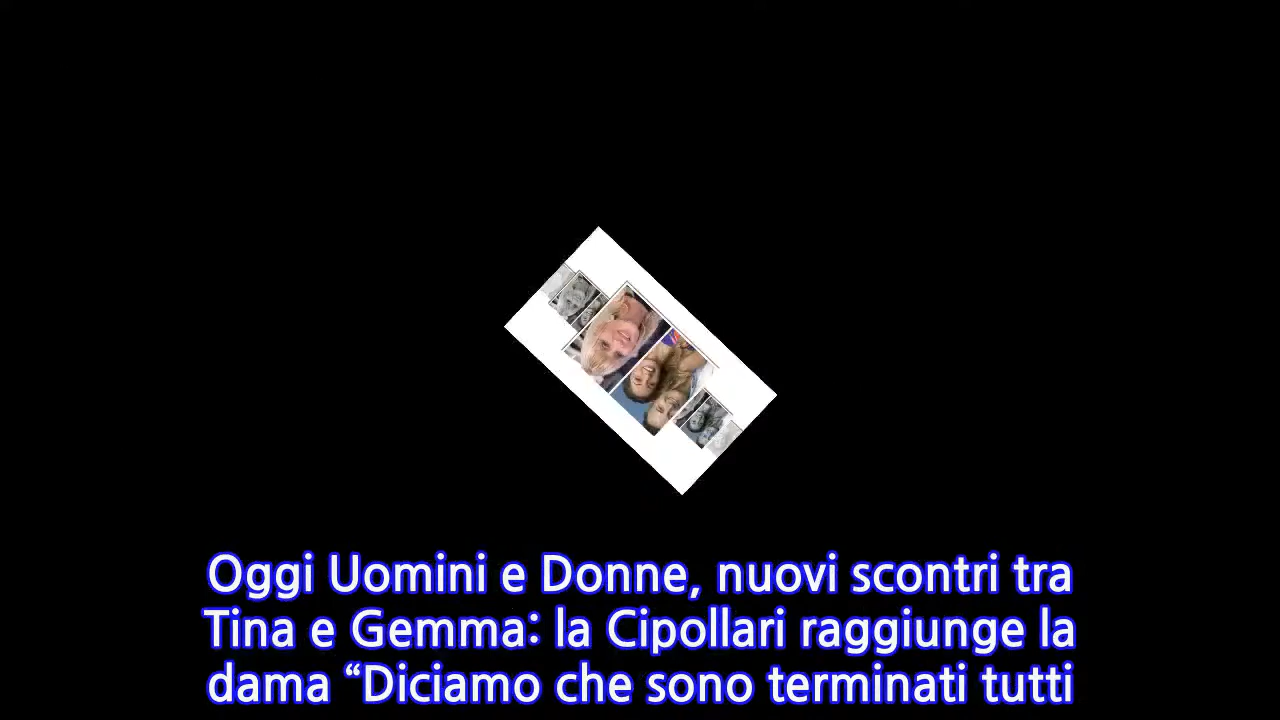 Oggi Uomini e Donne, nuovi scontri tra
Tina e Gemma: la Cipollari raggiunge la
dama “Diciamo che sono terminati tutti